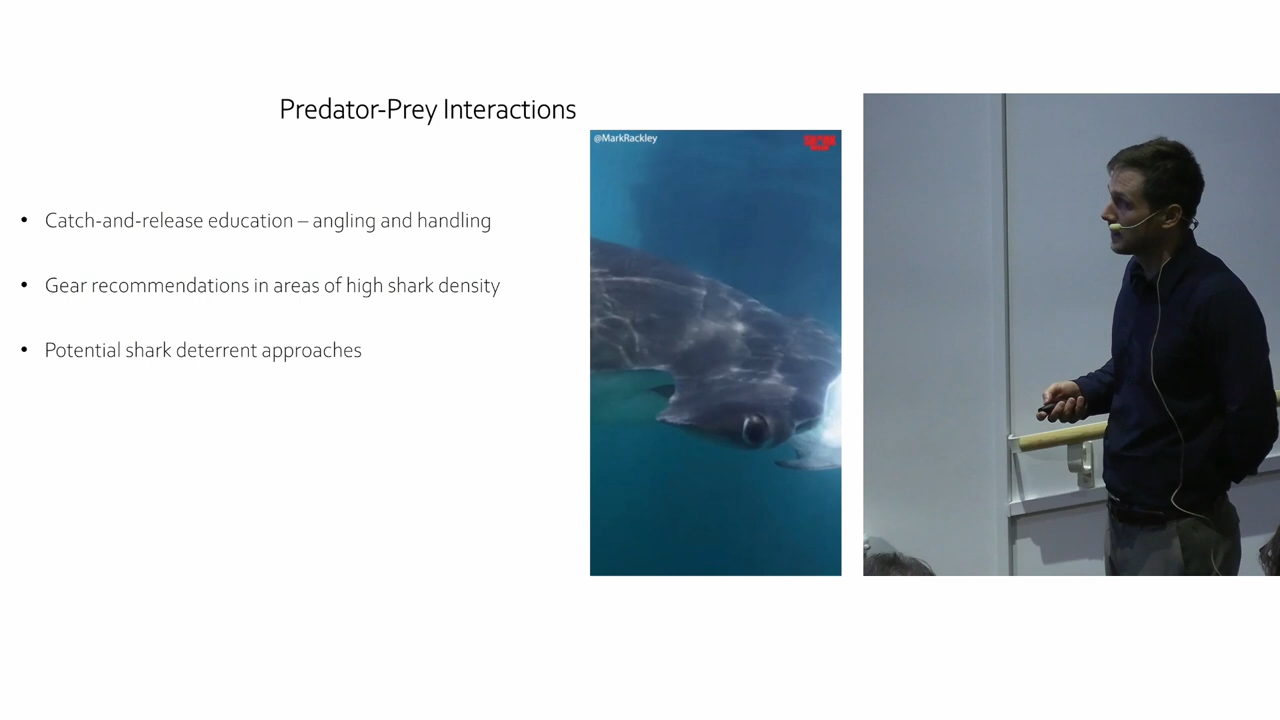 Predator-Prey Interactions
@MarkRackley
• Catch-and-release education – angling and handling
• Gear recommendations in areas of high shark density
• Potential shark deterrent approaches